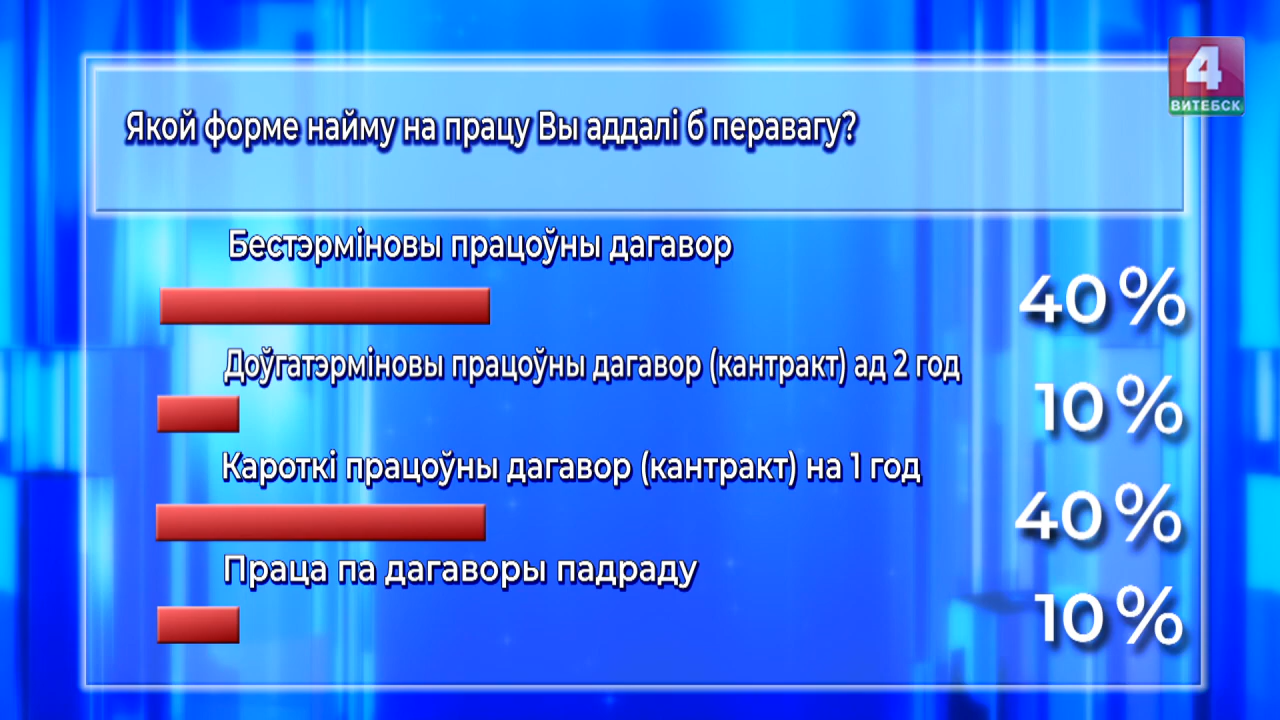 4
ВИТЕБСК
Якой форме найму на працу Вы аддалі б перавагу?
Бестэрміновы працоўны дагавор
40 %
Доўгатэрміновы працоўны дагавор (кантракт) ад 2 год
10 %
Кароткі працоўны дагавор (кантракт) на 1 год
40 %
Праца па дагаворы падраду
10 %